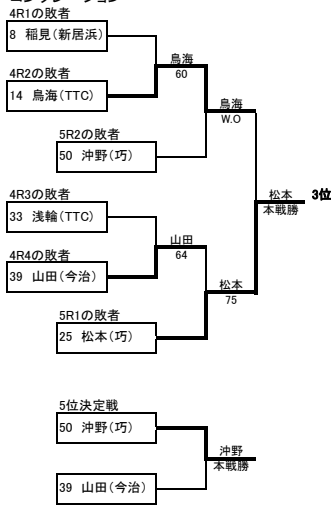 コンソレーション
4R1の敗者
8 稲見(新居浜)
4R2の敗者
14 鳥海(TTC)
鳥海
60
5R2の敗者
50 沖野(巧)
鳥海
W.O
4R3の敗者
33 浅輪(TTC)
4R4の敗者
39 山田(今治)
山田
64
5R1の敗者
25 松本(巧)
松本
75
松本
本戦勝
3位
5位決定戦
50 沖野(巧)
39 山田(今治)
沖野
本戦勝